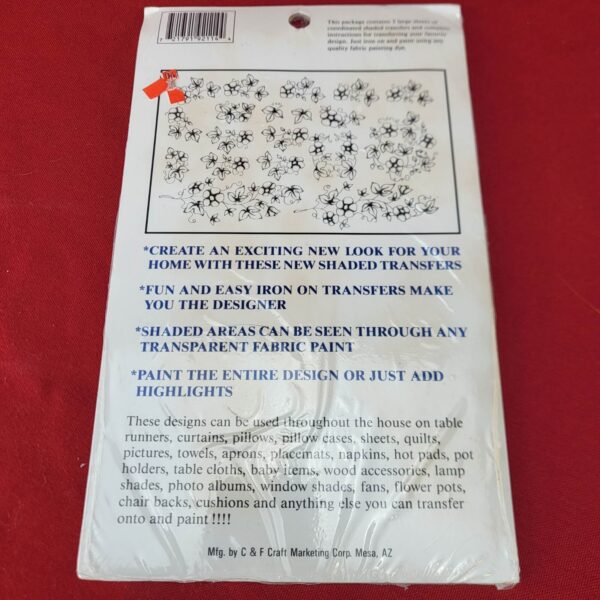 7 21791 92114 4
This package contains 3 large sheets of
coordinated shaded transfers and complete
instructions for transferring your favorite
design. Just iron on and paint using any
quality fabric painting dye.
*CREATE AN EXCITING NEW LOOK FOR YOUR
HOME WITH THESE NEW SHADED TRANSFERS
*FUN AND EASY IRON ON TRANSFERS MAKE
YOU THE DESIGNER
*SHADED AREAS CAN BE SEEN THROUGH ANY
TRANSPARENT FABRIC PAINT
*PAINT THE ENTIRE DESIGN OR JUST ADD
HIGHLIGHTS
These designs can be used throughout the house on table
runners, curtains, pillows, pillow cases, sheets, quilts,
pictures, towels, aprons, placemats, napkins, hot pads, pot
holders, table cloths, baby items, wood accessories, lamp
shades, photo albums, window shades, fans, flower pots,
chair backs, cushions and anything else you can transfer
onto and paint !!!!
Mfg. by C & F Craft Marketing Corp. Mesa, AZ